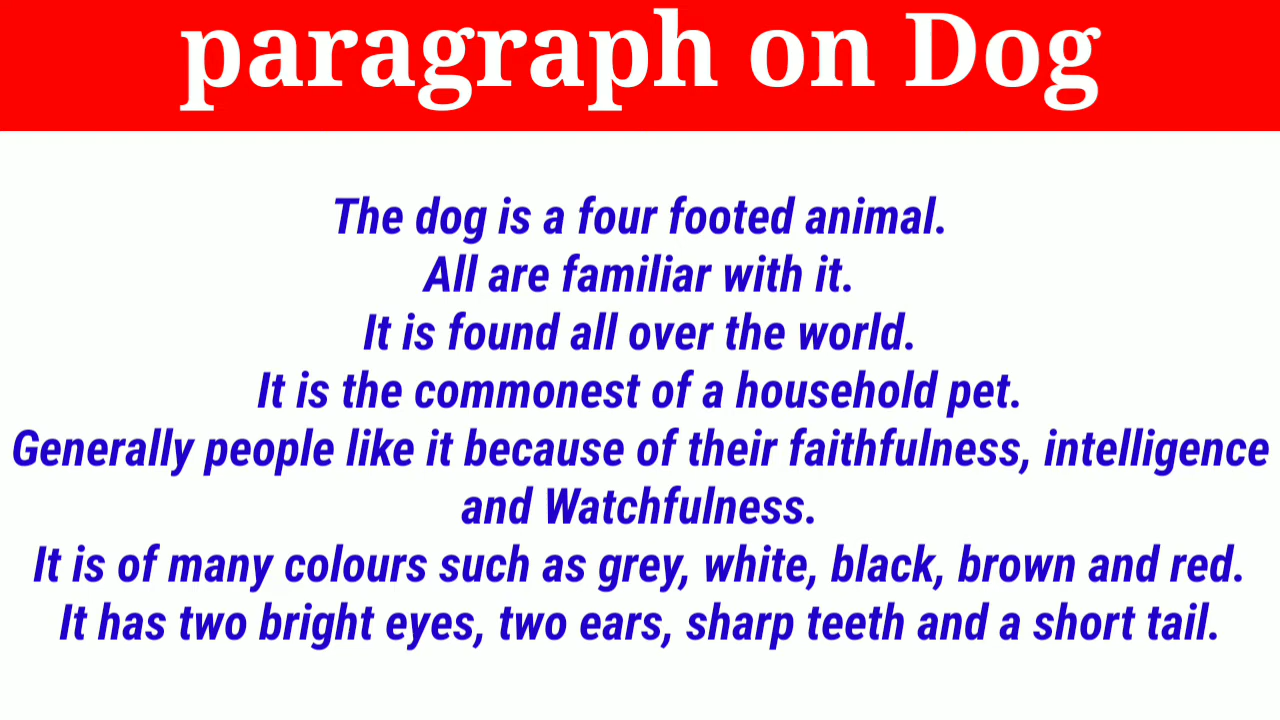 paragraph on Dog
The dog is a four footed animal.
All are familiar with it.
It is found all over the world.
It is the commonest of a household pet.
Generally people like it because of their faithfulness, intelligence
and Watchfulness.
It is of many colours such as grey, white, black, brown and red.
It has two bright eyes, two ears, sharp teeth and a short tail.